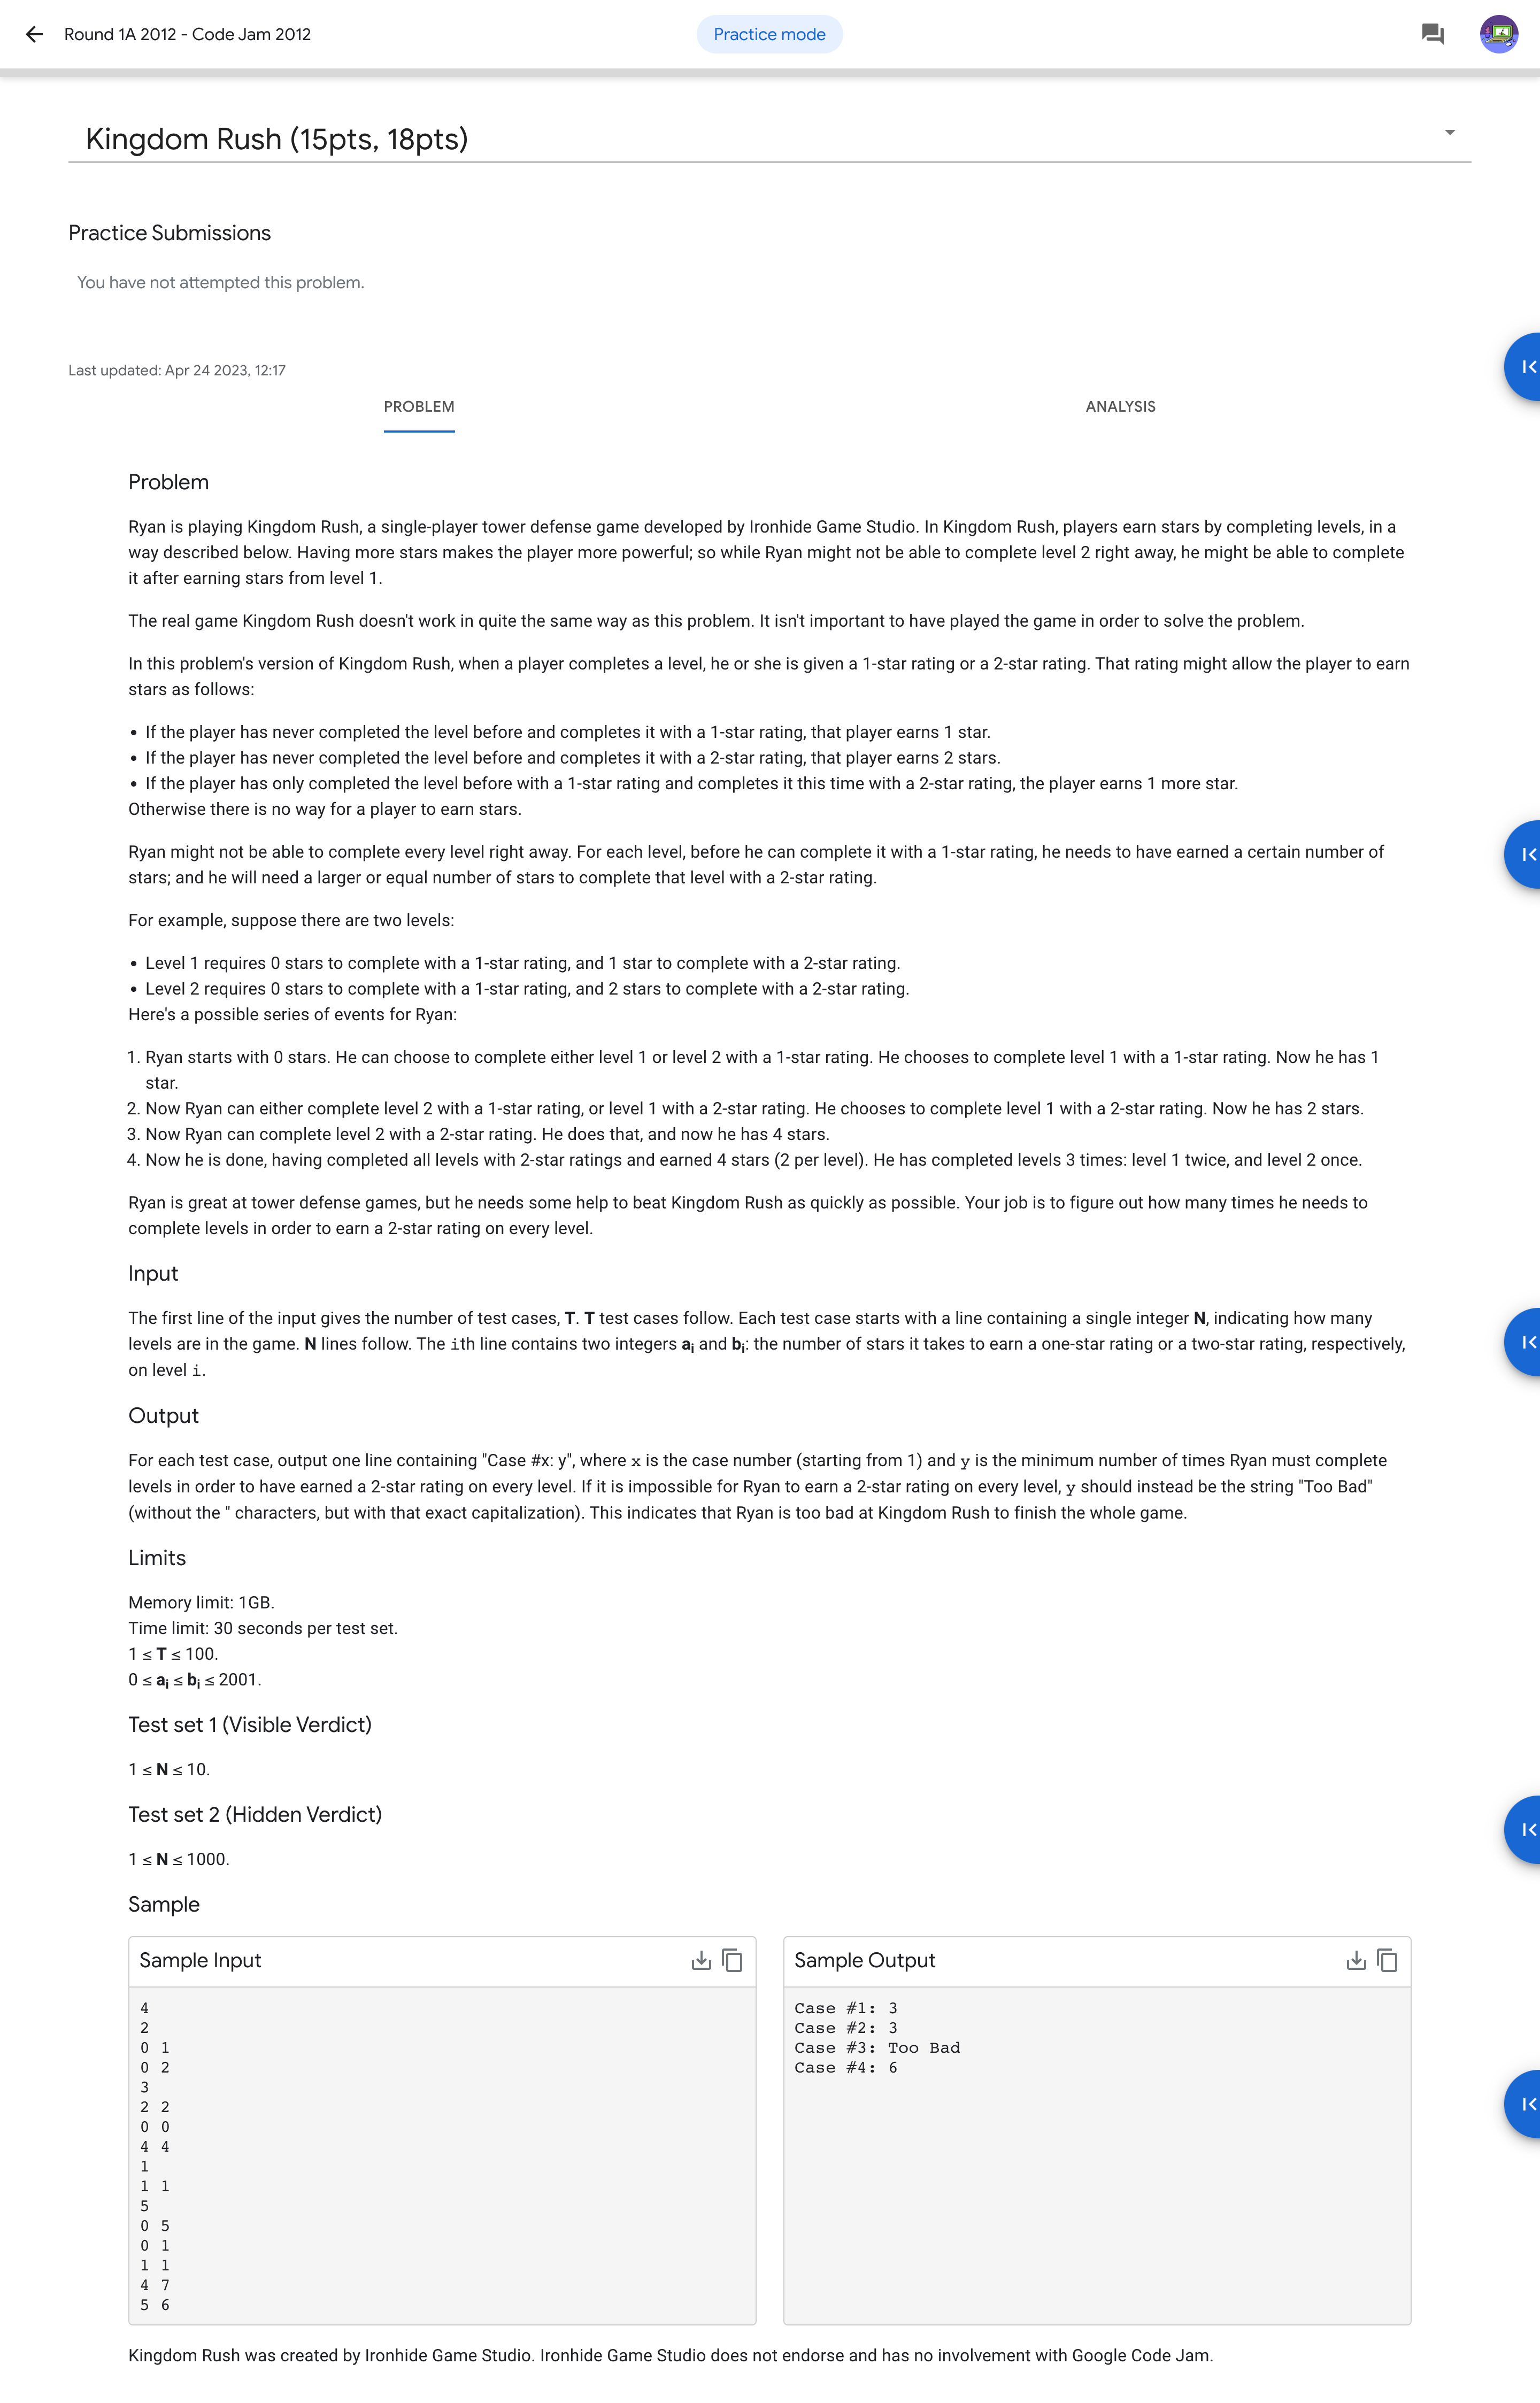 Round 1A 2012 - Code Jam 2012
Practice mode
Kingdom Rush (15pts, 18pts)
Practice Submissions
You have not attempted this problem.
Last updated: Apr 24 2023, 12:17
PROBLEM
ANALYSIS
Problem
Ryan is playing Kingdom Rush, a single-player tower defense game developed by Ironhide Game Studio. In Kingdom Rush, players earn stars by completing levels, in a
way described below. Having more stars makes the player more powerful; so while Ryan might not be able to complete level 2 right away, he might be able to complete
it after earning stars from level 1.
The real game Kingdom Rush doesn't work in quite the same way as this problem. It isn't important to have played the game in order to solve the problem.
In this problem's version of Kingdom Rush, when a player completes a level, he or she is given a 1-star rating or a 2-star rating. That rating might allow the player to earn
stars as follows:
• If the player has never completed the level before and completes it with a 1-star rating, that player earns 1 star.
• If the player has never completed the level before and completes it with a 2-star rating, that player earns 2 stars.
• If the player has only completed the level before with a 1-star rating and completes it this time with a 2-star rating, the player earns 1 more star.
Otherwise there is no way for a player to earn stars.
Ryan might not be able to complete every level right away. For each level, before he can complete it with a 1-star rating, he needs to have earned a certain number of
stars; and he will need a larger or equal number of stars to complete that level with a 2-star rating.
For example, suppose there are two levels:
• Level 1 requires 0 stars to complete with a 1-star rating, and 1 star to complete with a 2-star rating.
• Level 2 requires 0 stars to complete with a 1-star rating, and 2 stars to complete with a 2-star rating.
Here's a possible series of events for Ryan:
1. Ryan starts with 0 stars. He can choose to complete either level 1 or level 2 with a 1-star rating. He chooses to complete level 1 with a 1-star rating. Now he has 1
star.
2. Now Ryan can either complete level 2 with a 1-star rating, or level 1 with a 2-star rating. He chooses to complete level 1 with a 2-star rating. Now he has 2 stars.
3. Now Ryan can complete level 2 with a 2-star rating. He does that, and now he has 4 stars.
4. Now he is done, having completed all levels with 2-star ratings and earned 4 stars (2 per level). He has completed levels 3 times: level 1 twice, and level 2 once.
Ryan is great at tower defense games, but he needs some help to beat Kingdom Rush as quickly as possible. Your job is to figure out how many times he needs to
complete levels in order to earn a 2-star rating on every level.
Input
The first line of the input gives the number of test cases, T. T test cases follow. Each test case starts with a line containing a single integer N, indicating how many
levels are in the game. N lines follow. The ith line contains two integers ai and bi: the number of stars it takes to earn a one-star rating or a two-star rating, respectively,
on level i.
Output
For each test case, output one line containing "Case #x: y", where x is the case number (starting from 1) and y is the minimum number of times Ryan must complete
levels in order to have earned a 2-star rating on every level. If it is impossible for Ryan to earn a 2-star rating on every level, y should instead be the string "Too Bad"
(without the " characters, but with that exact capitalization). This indicates that Ryan is too bad at Kingdom Rush to finish the whole game.
Limits
Memory limit: 1GB.
Time limit: 30 seconds per test set.
1 ≤ T ≤ 100.
0 ≤ ai ≤ bi ≤ 2001.
Test set 1 (Visible Verdict)
1 ≤ N ≤ 10.
Test set 2 (Hidden Verdict)
1 ≤ N ≤ 1000.
Sample
Sample Input
4
2
0 1
0 2
3
2 2
0 0
4 4
1
1 1
5
0 5
0 1
1 1
4 7
5 6
Sample Output
Case #1: 3
Case #2: 3
Case #3: Too Bad
Case #4: 6
Kingdom Rush was created by Ironhide Game Studio. Ironhide Game Studio does not endorse and has no involvement with Google Code Jam.